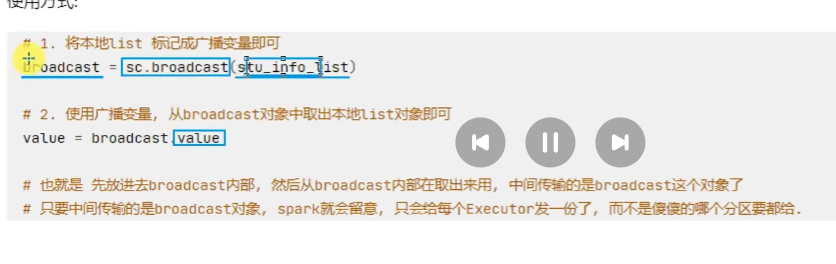 使用方式:
# 1. 将本地list 标记成广播变量即可
broadcast = sc.broadcast(stu_info_list)
# 2. 使用广播变量, 从broadcast对象中取出本地list对象即可
value = broadcast.value
# 也就是 先放进去broadcast内部, 然后从broadcast内部在取出来用, 中间传输的是broadcast这个对象了
# 只要中间传输的是broadcast对象, spark就会留意, 只会给每个Executor发一份了, 而不是傻傻的哪个分区要都给.